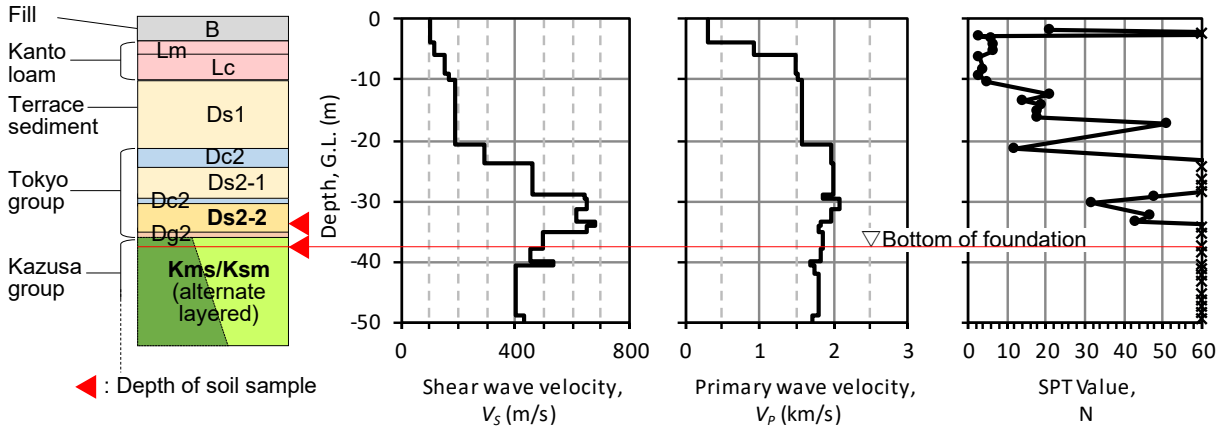 Fill
B
Kanto
loam
Lm
Lc
Terrace
sediment
Ds1
Tokyo
group
Dc2
Ds2-1
Dc2
Ds2-2
Dg2
Kazusa
group
Kms/Ksm
(alternate
layered)
: Depth of soil sample
Depth, G.L. (m)
0
-10
-20
-30
-40
-50
0
400
800
Shear wave velocity,
VS (m/s)
0
1
2
3
Primary wave velocity,
VP (km/s)
▽Bottom of foundation
0
10
20
30
40
50
60
SPT Value,
N